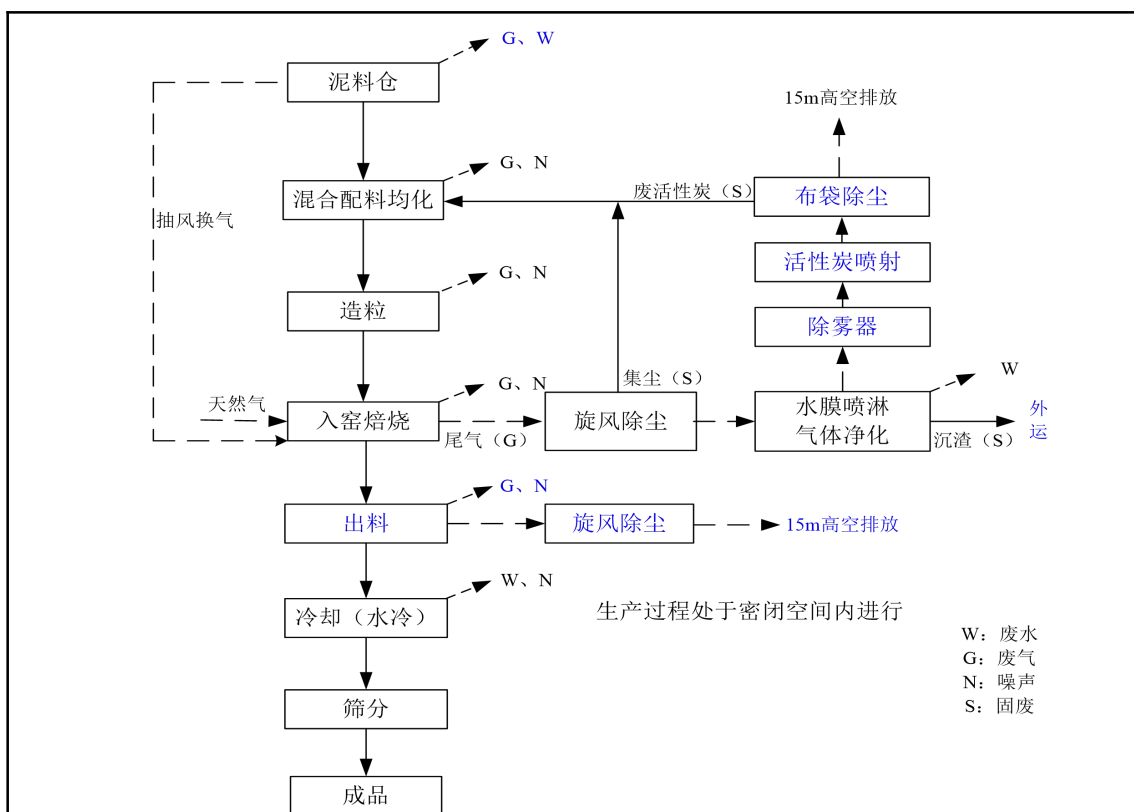 G、W
泥料仓
15m高空排放
G、N
混合配料均化
废活性炭（S）
布袋除尘
抽风换气
活性炭喷射
G、N
造粒
除雾器
G、N
集尘（S）
W
天然气
入窑焙烧
尾气（G）
旋风除尘
水膜喷淋
气体净化
沉渣（S）
外
运
G、N
出料
旋风除尘
15m高空排放
W、N
冷却（水冷）
生产过程处于密闭空间内进行
W：废水
G：废气
N：噪声
S：固废
筛分
成品